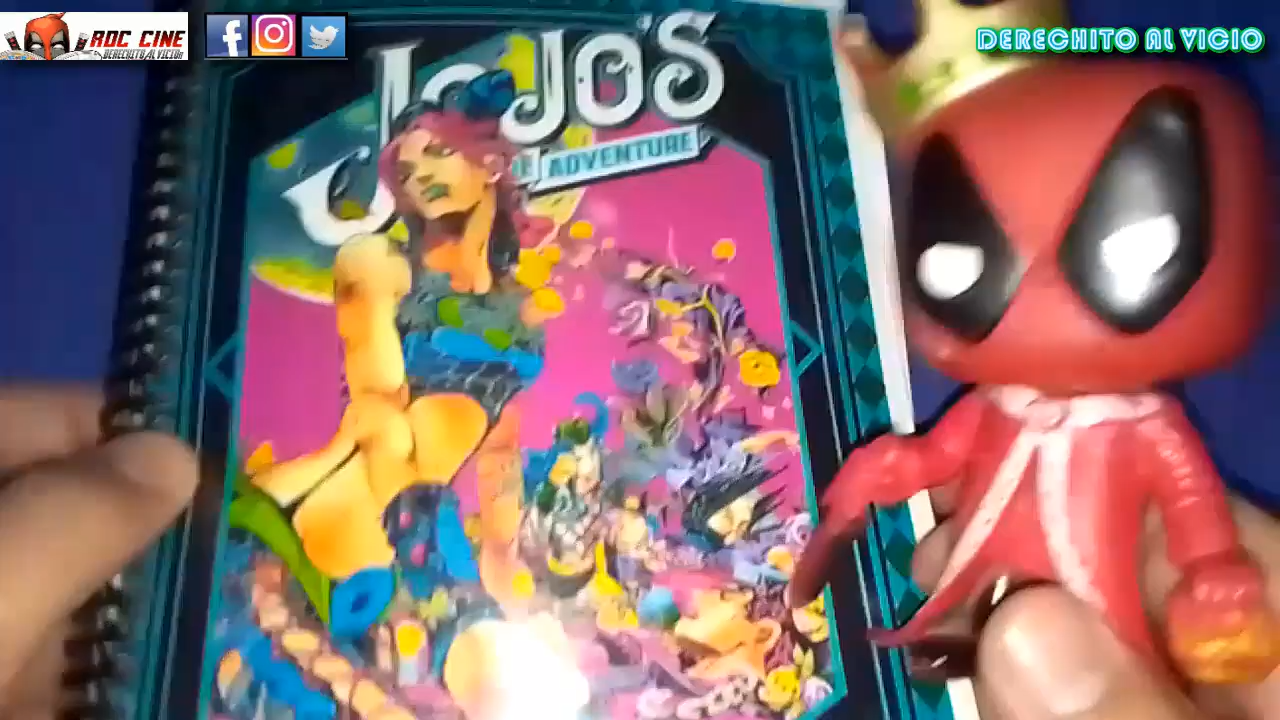 RDC CINE
DERECHITO AL VICIO
DERECHITO AL VICIO
JoJo'S
ADVENTURE